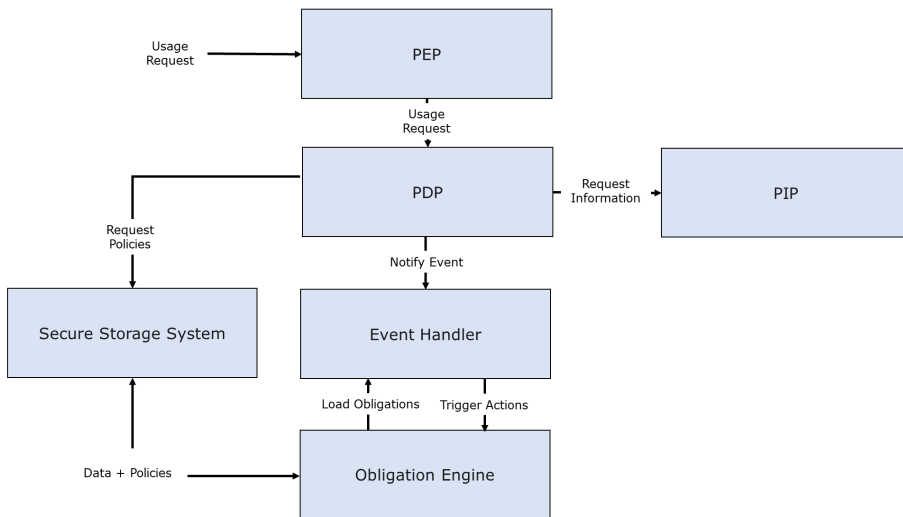 Usage
Request
PEP
Usage
Request
PDP
Request
Information
PIP
Request
Policies
Notify Event
Secure Storage System
Event Handler
Load Obligations
Trigger Actions
Data + Policies
Obligation Engine